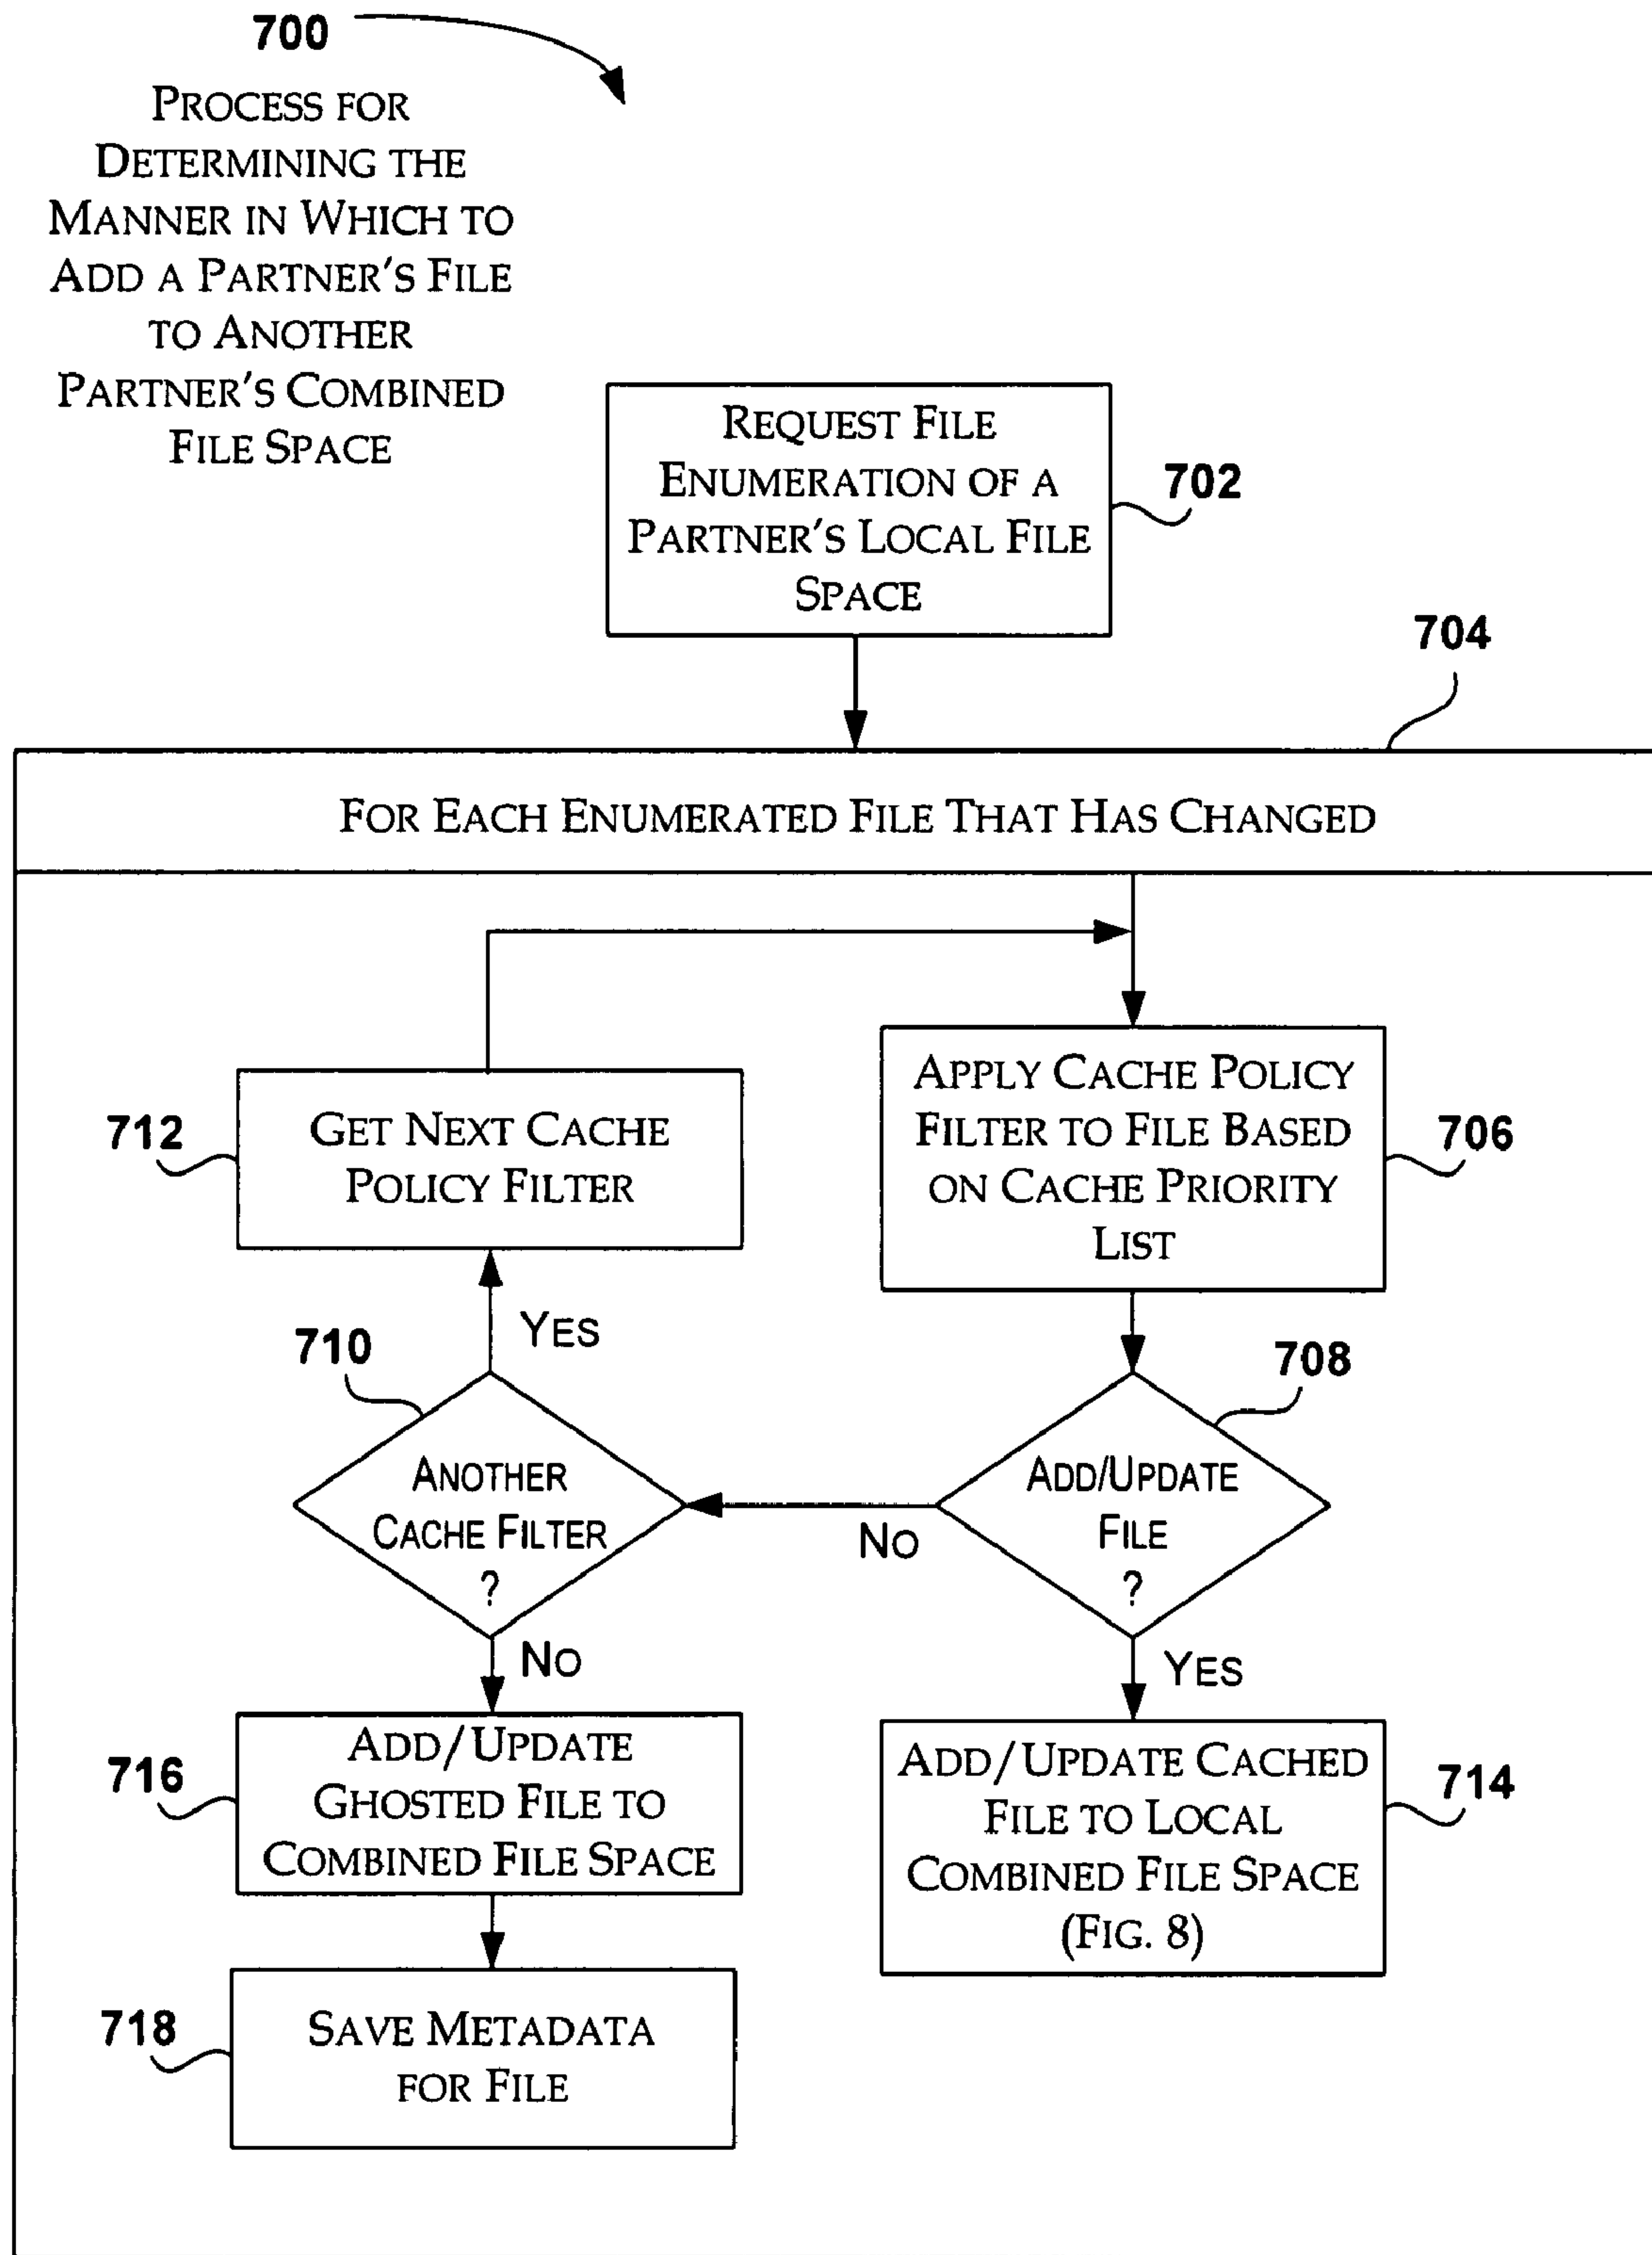 700
PROCESS FOR
DETERMINING THE
MANNER IN WHICH TO
ADD A PARTNER'S FILE
TO ANOTHER
PARTNER'S COMBINED
FILE SPACE
REQUEST FILE
ENUMERATION OF A
PARTNER'S LOCAL FILE
SPACE
702
704
FOR EACH ENUMERATED FILE THAT HAS CHANGED
712
GET NEXT CACHE
POLICY FILTER
APPLY CACHE POLICY
FILTER TO FILE BASED
ON CACHE PRIORITY
LIST
706
YES
710
708
ANOTHER
CACHE FILTER
?
NO
ADD/UPDATE
FILE
?
NO
YES
716
ADD/UPDATE
GHOSTED FILE TO
COMBINED FILE SPACE
ADD/UPDATE CACHED
FILE TO LOCAL
COMBINED FILE SPACE
(FIG. 8)
714
718
SAVE METADATA
FOR FILE